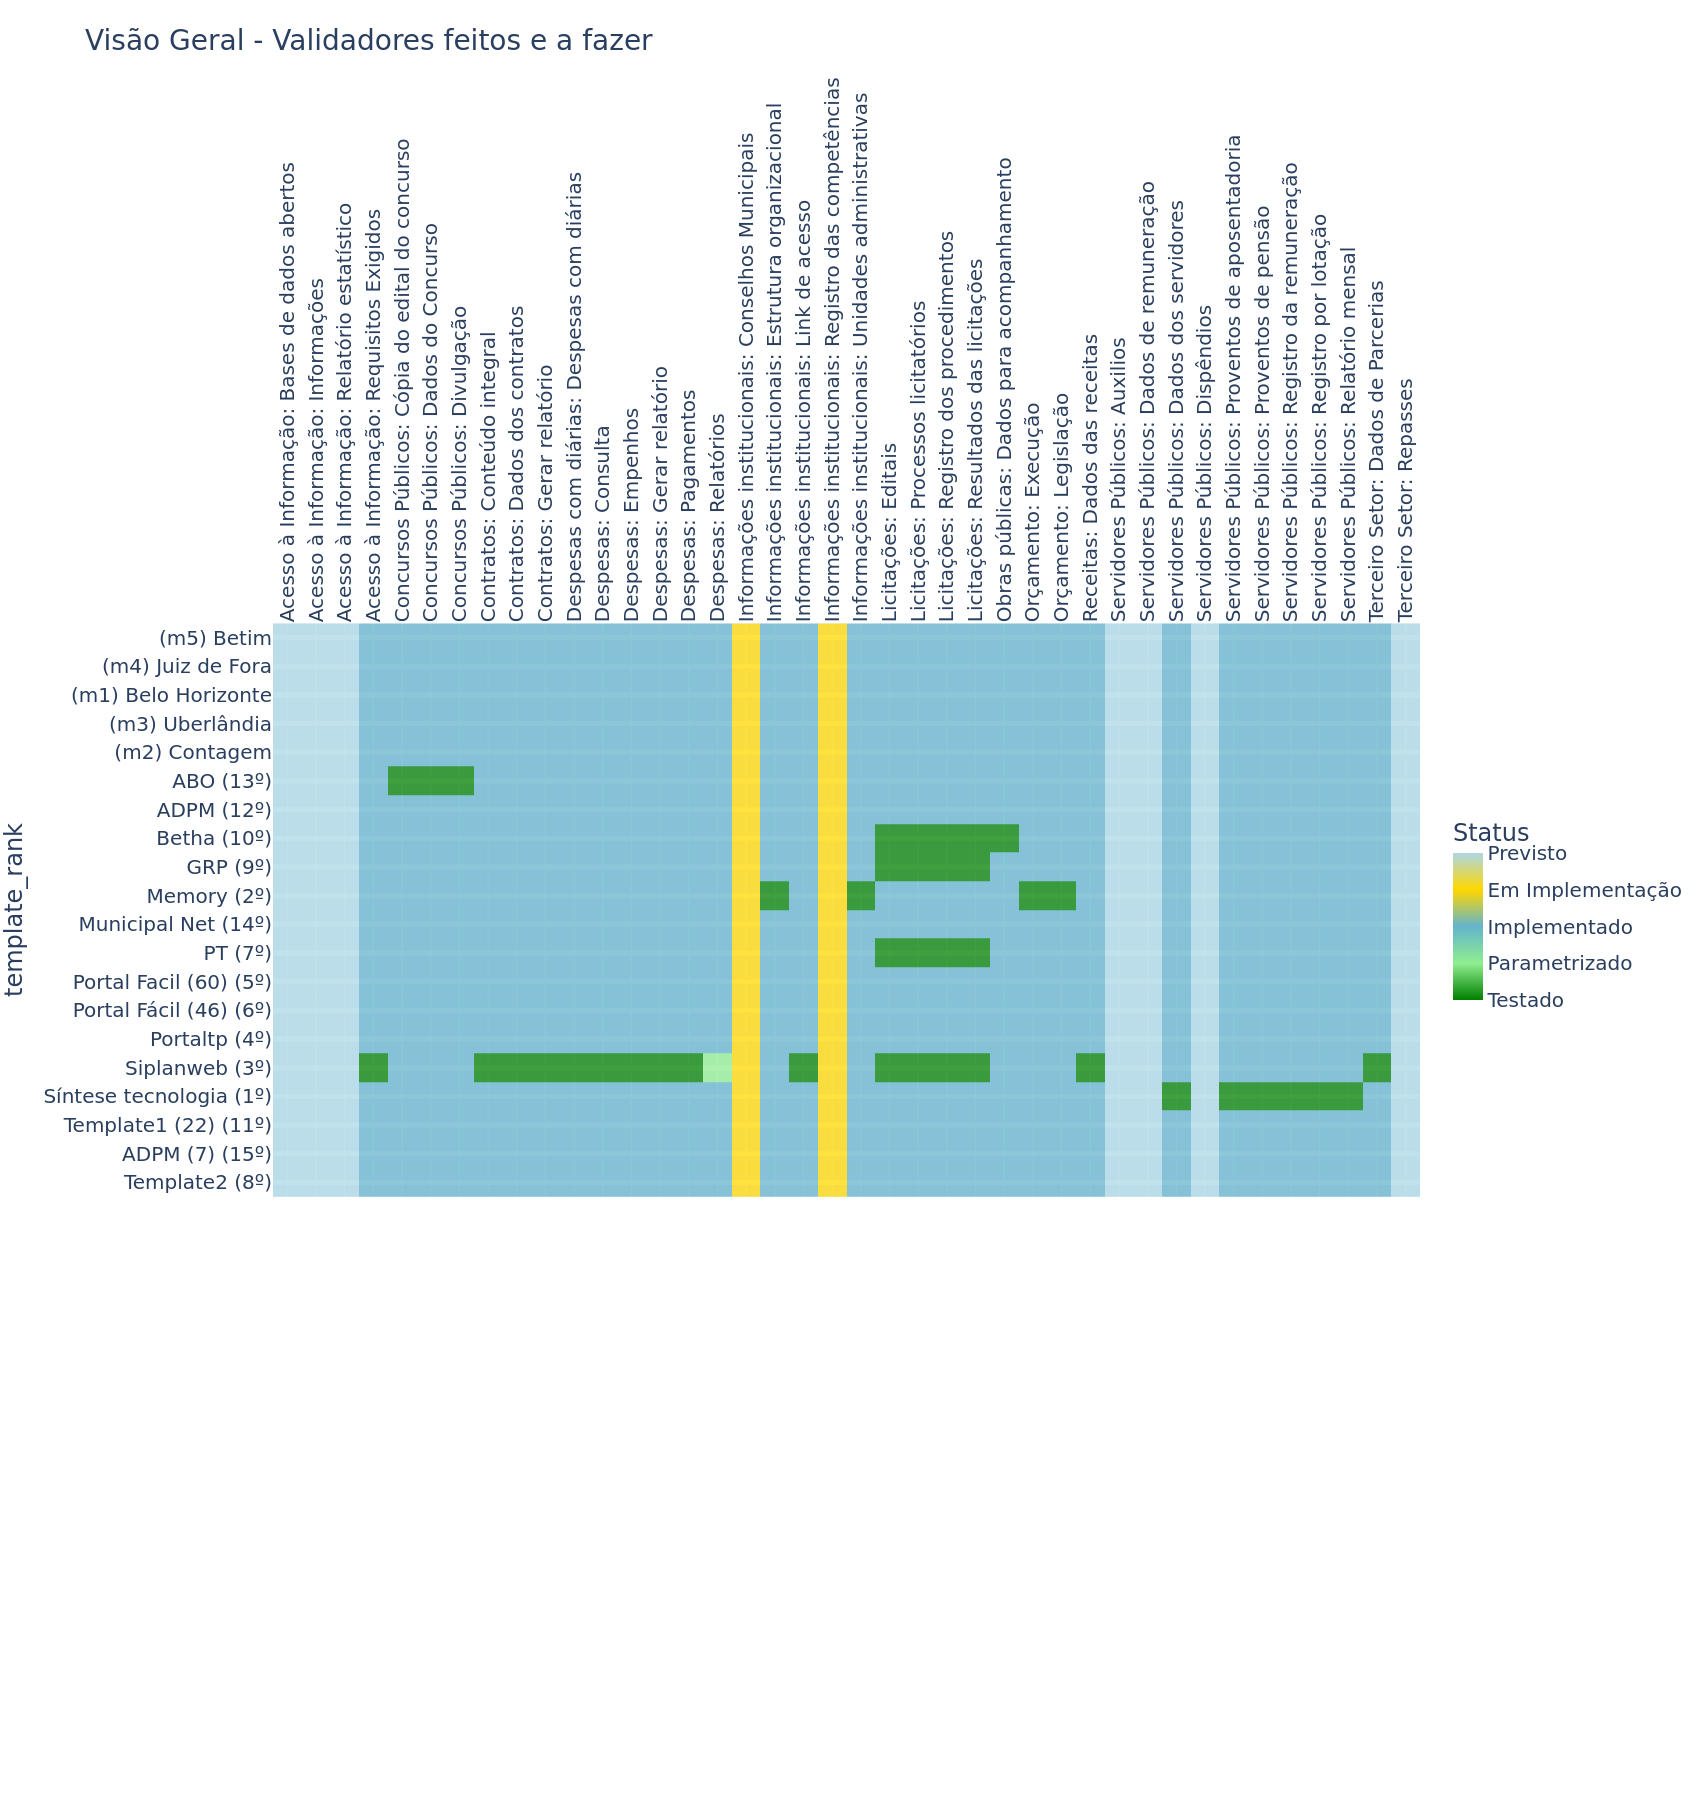 Visão Geral - Validadores feitos e a fazer
Acesso à Informação: Bases de dados abertos
Acesso à Informação: Informações
Acesso à Informação: Relatório estatístico
Acesso à Informação: Requisitos Exigidos
Concursos Públicos: Cópia do edital do concurso
Concursos Públicos: Dados do Concurso
Concursos Públicos: Divulgação
Contratos: Conteúdo integral
Contratos: Dados dos contratos
Contratos: Gerar relatório
Despesas com diárias: Despesas com diárias
Despesas: Consulta
Despesas: Empenhos
Despesas: Gerar relatório
Despesas: Pagamentos
Despesas: Relatórios
Informações institucionais: Conselhos Municipais
Informações institucionais: Estrutura organizacional
Informações institucionais: Link de acesso
Informações institucionais: Registro das competências
Informações institucionais: Unidades administrativas
Licitações: Editais
Licitações: Processos licitatórios
Licitações: Registro dos procedimentos
Licitações: Resultados das licitações
Obras públicas: Dados para acompanhamento
Orçamento: Execução
Orçamento: Legislação
Receitas: Dados das receitas
Servidores Públicos: Auxilios
Servidores Públicos: Dados de remuneração
Servidores Públicos: Dados dos servidores
Servidores Públicos: Dispêndios
Servidores Públicos: Proventos de aposentadoria
Servidores Públicos: Proventos de pensão
Servidores Públicos: Registro da remuneração
Servidores Públicos: Registro por lotação
Servidores Públicos: Relatório mensal
Terceiro Setor: Dados de Parcerias
Terceiro Setor: Repasses
template_rank
(m5) Betim
(m4) Juiz de Fora
(m1) Belo Horizonte
(m3) Uberlândia
(m2) Contagem
ABO (13º)
ADPM (12º)
Betha (10º)
GRP (9º)
Memory (2º)
Municipal Net (14º)
PT (7º)
Portal Facil (60) (5º)
Portal Fácil (46) (6º)
Portaltp (4º)
Siplanweb (3º)
Síntese tecnologia (1º)
Template1 (22) (11º)
ADPM (7) (15º)
Template2 (8º)
Status
Previsto
Em Implementação
Implementado
Parametrizado
Testado